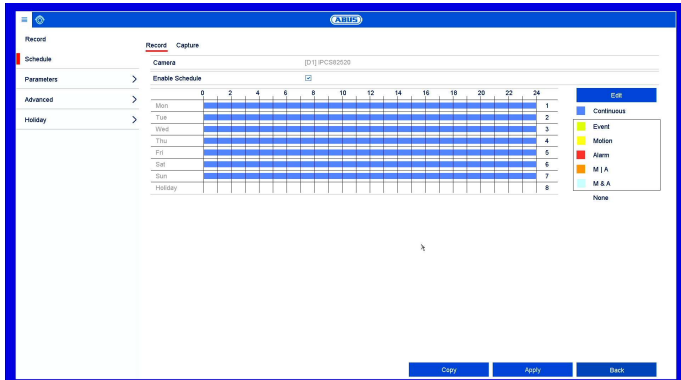 ABUS
Record
Schedule
Parameters
Advanced
Holiday
Record Capture
Camera [D1] IPCS82520
Enable Schedule
0 2 4 6 8 10 12 14 16 18 20 22 24
Mon 1
Tue 2
Wed 3
Thu 4
Fri 5
Sat 6
Sun 7
Holiday 8
Edit
Continuous
Event
Motion
Alarm
M | A
M & A
None
Copy Apply Back